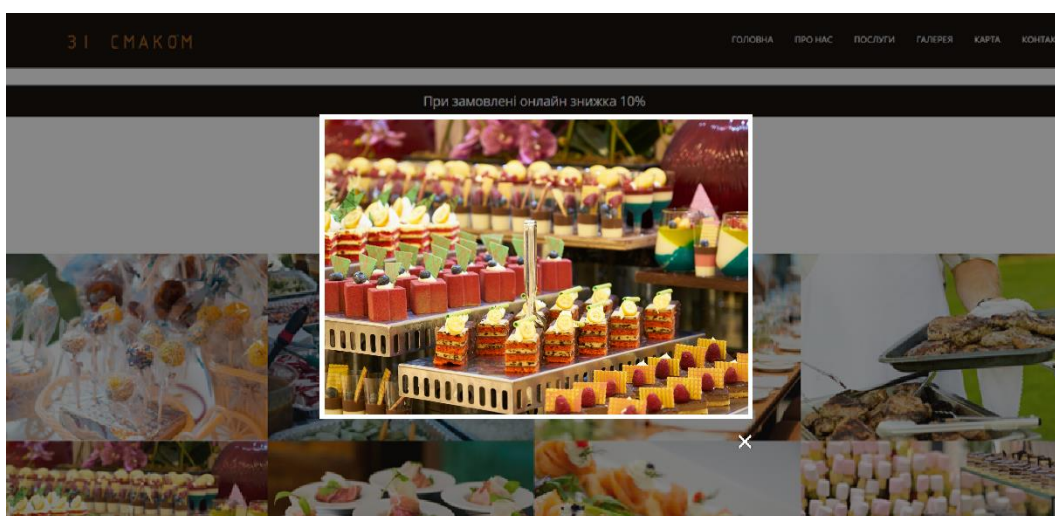 ЗІ СМАКОМ
ГОЛОВНА ПРО НАС ПОСЛУГИ ГАЛЕРЕЯ КАРТА КОНТАК
При замовлені онлайн знижка 10%